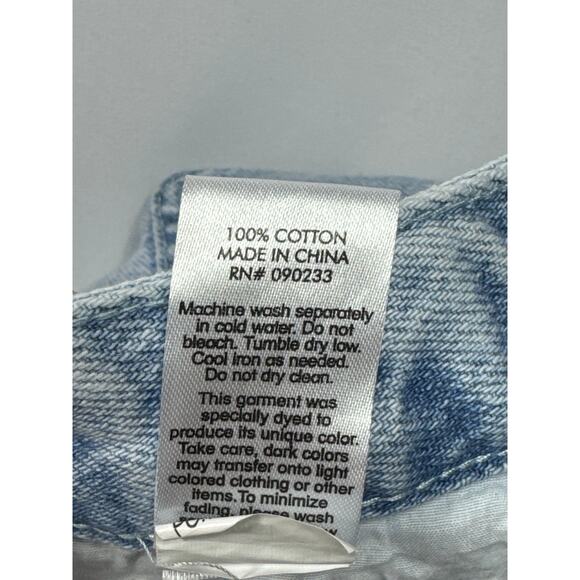 100% COTTON
MADE IN CHINA
RN# 090233
Machine wash separately
in cold water. Do not
bleach. Tumble dry low.
Cool iron as needed.
Do not dry clean.
This garment was
specially dyed to
produce its unique color.
Take care, dark colors
may transfer onto light
colored clothing or other
items. To minimize
fading, please wash